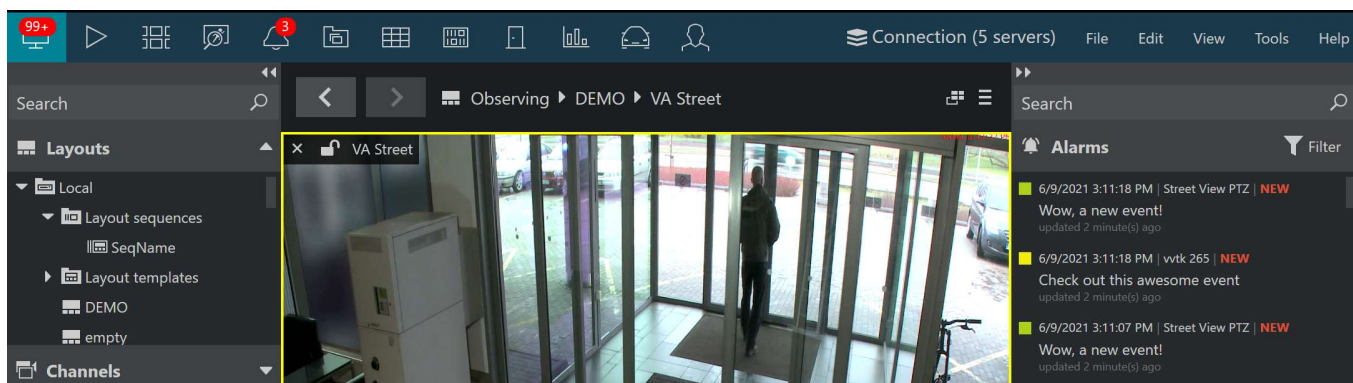 99+
3
Connection (5 servers) File Edit View Tools Help
Search
Layouts
Local
Layout sequences
SeqName
Layout templates
DEMO
empty
Channels
Observing DEMO VA Street
VA Street
Search
Alarms Filter
6/9/2021 3:11:18 PM | Street View PTZ | NEW
Wow, a new event!
updated 2 minute(s) ago
6/9/2021 3:11:18 PM | vvtk 265 | NEW
Check out this awesome event
updated 2 minute(s) ago
6/9/2021 3:11:07 PM | Street View PTZ | NEW
Wow, a new event!
updated 2 minute(s) ago